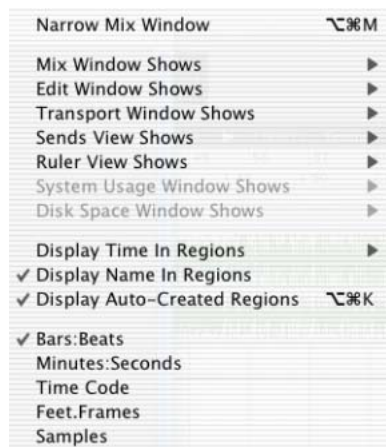 Narrow Mix Window ⌥⌘M
Mix Window Shows ▶
Edit Window Shows ▶
Transport Window Shows ▶
Sends View Shows ▶
Ruler View Shows ▶
System Usage Window Shows ▶
Disk Space Window Shows ▶
Display Time In Regions ▶
✓ Display Name In Regions
✓ Display Auto-Created Regions ⌥⌘K
✓ Bars:Beats
Minutes:Seconds
Time Code
Feet.Frames
Samples